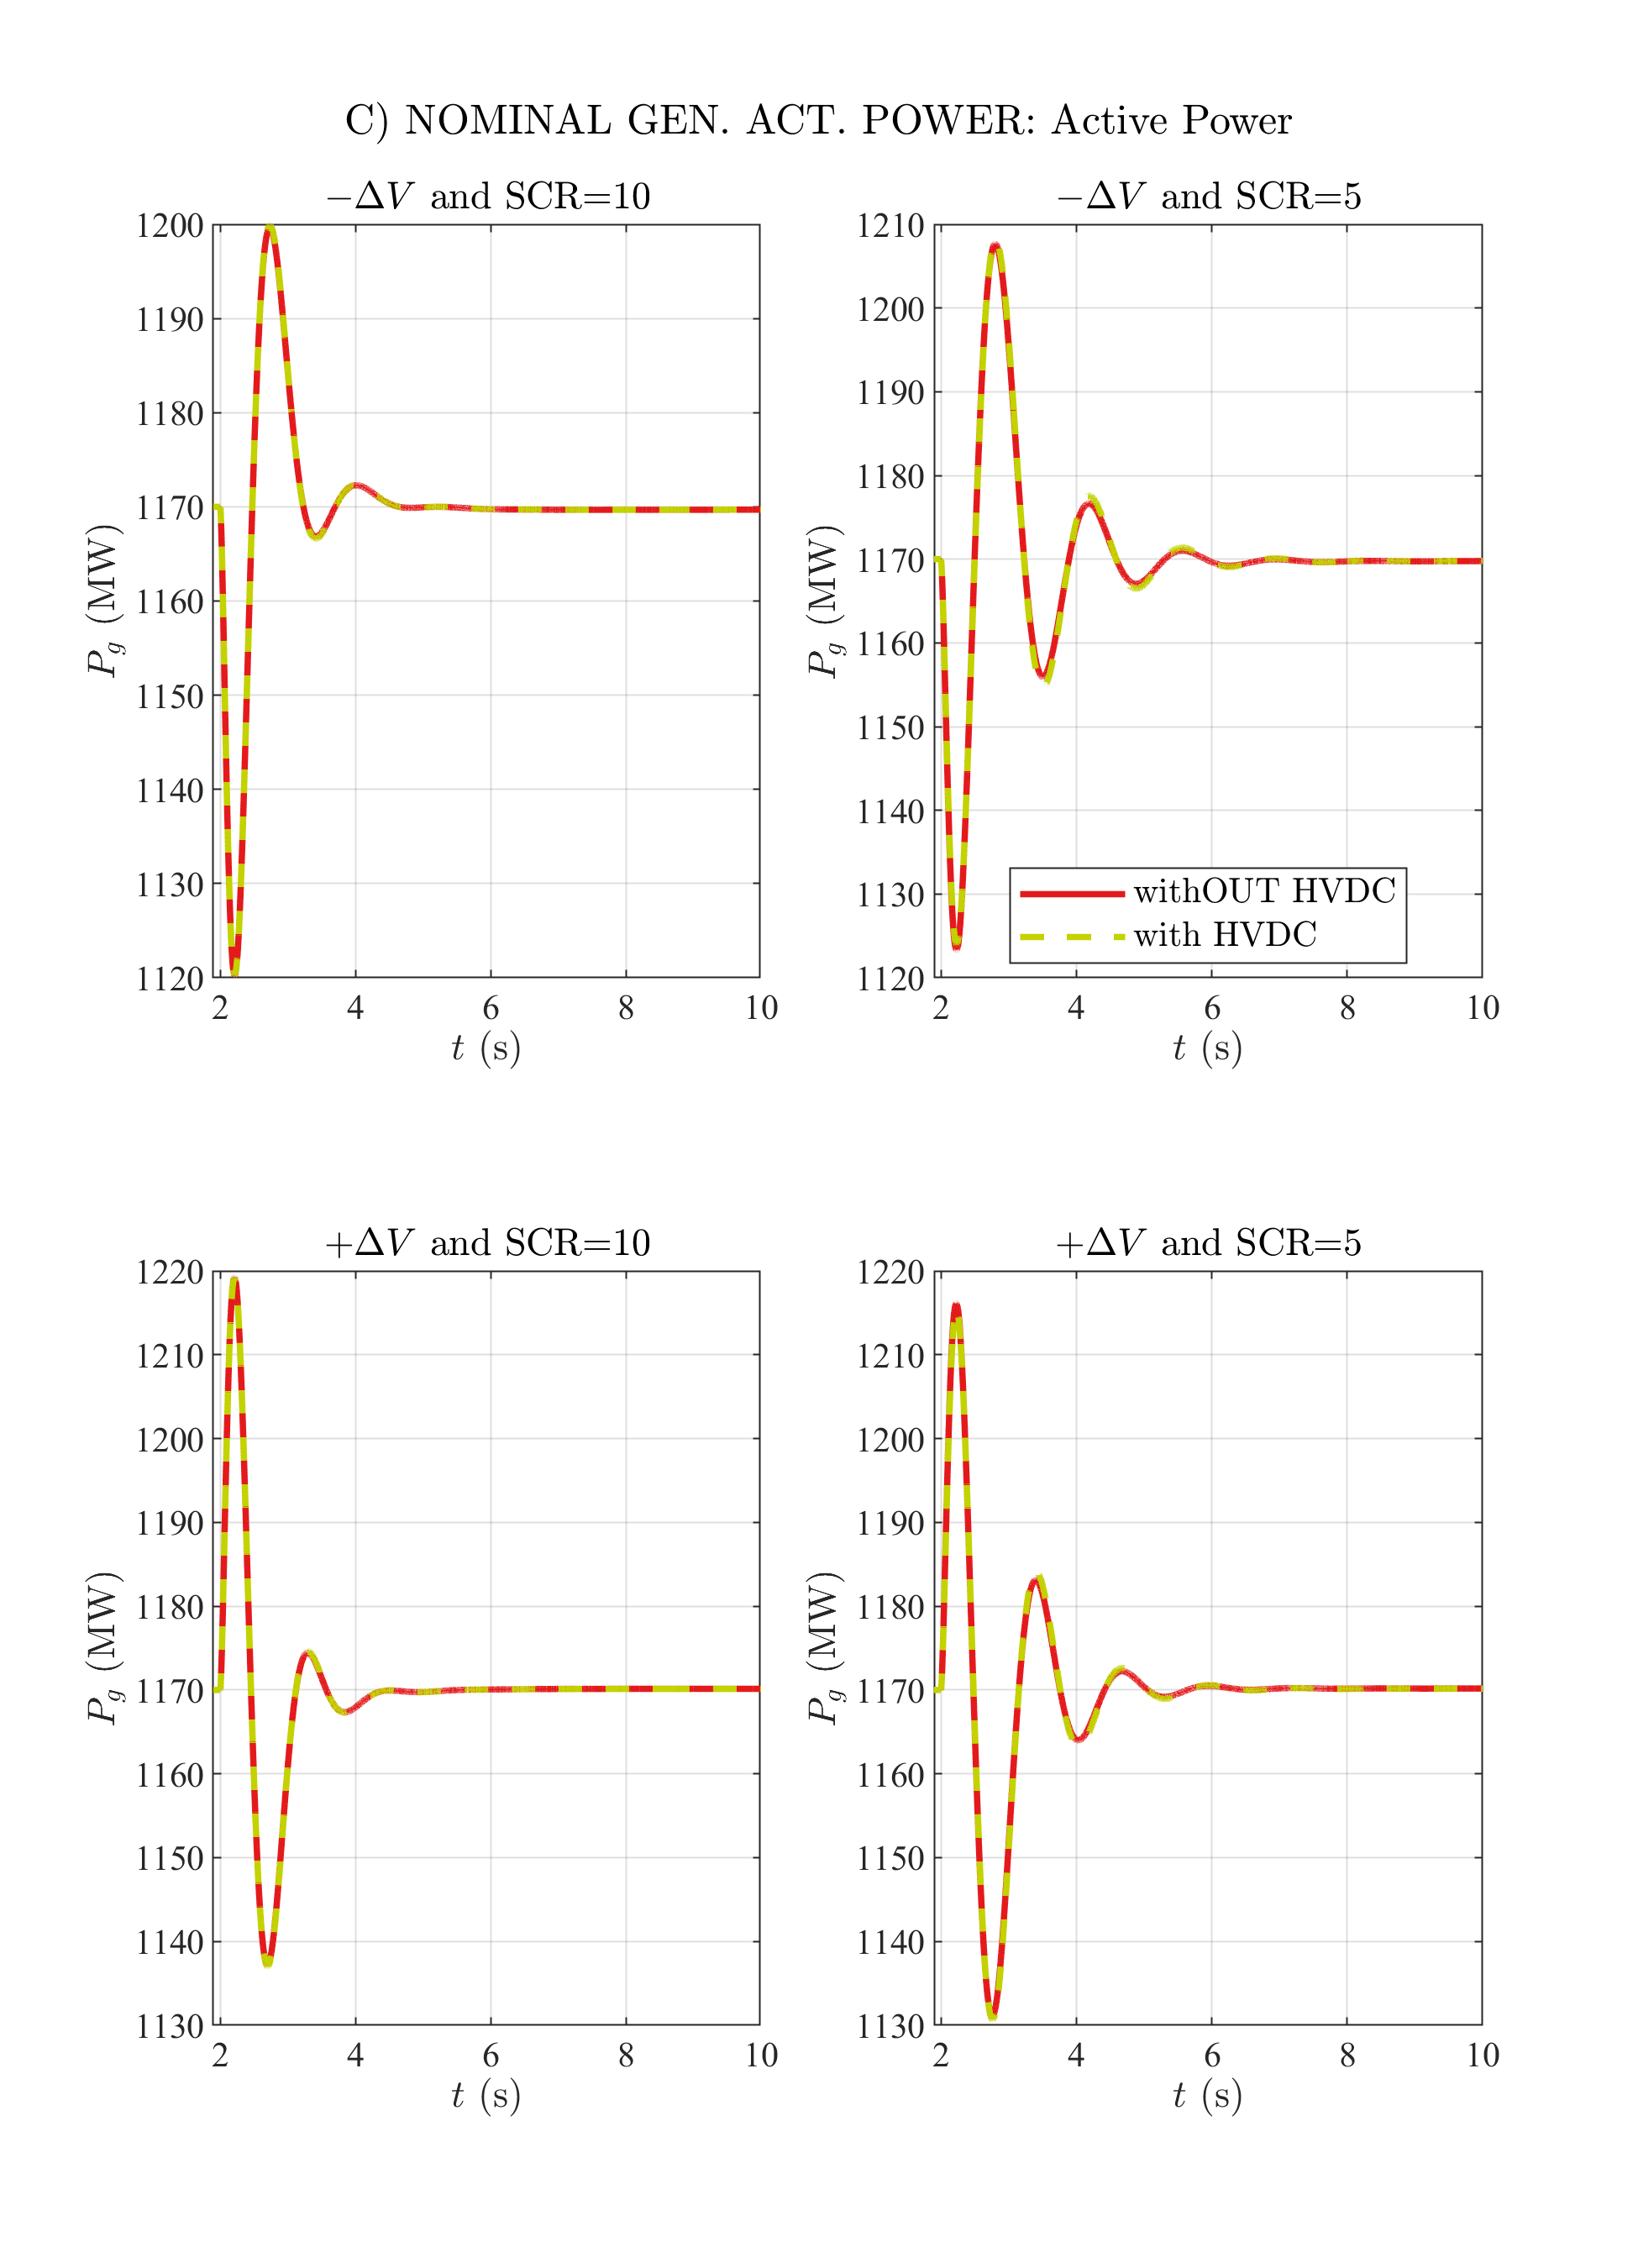 C) NOMINAL GEN. ACT. POWER: Active Power
−ΔV and SCR=10
1200
1190
1180
1170
1160
1150
1140
1130
1120
P_g (MW)
2 4 6 8 10
t (s)
−ΔV and SCR=5
1210
1200
1190
1180
1170
1160
1150
1140
1130
1120
P_g (MW)
withOUT HVDC
with HVDC
2 4 6 8 10
t (s)
+ΔV and SCR=10
1220
1210
1200
1190
1180
1170
1160
1150
1140
1130
P_g (MW)
2 4 6 8 10
t (s)
+ΔV and SCR=5
1220
1210
1200
1190
1180
1170
1160
1150
1140
1130
P_g (MW)
2 4 6 8 10
t (s)